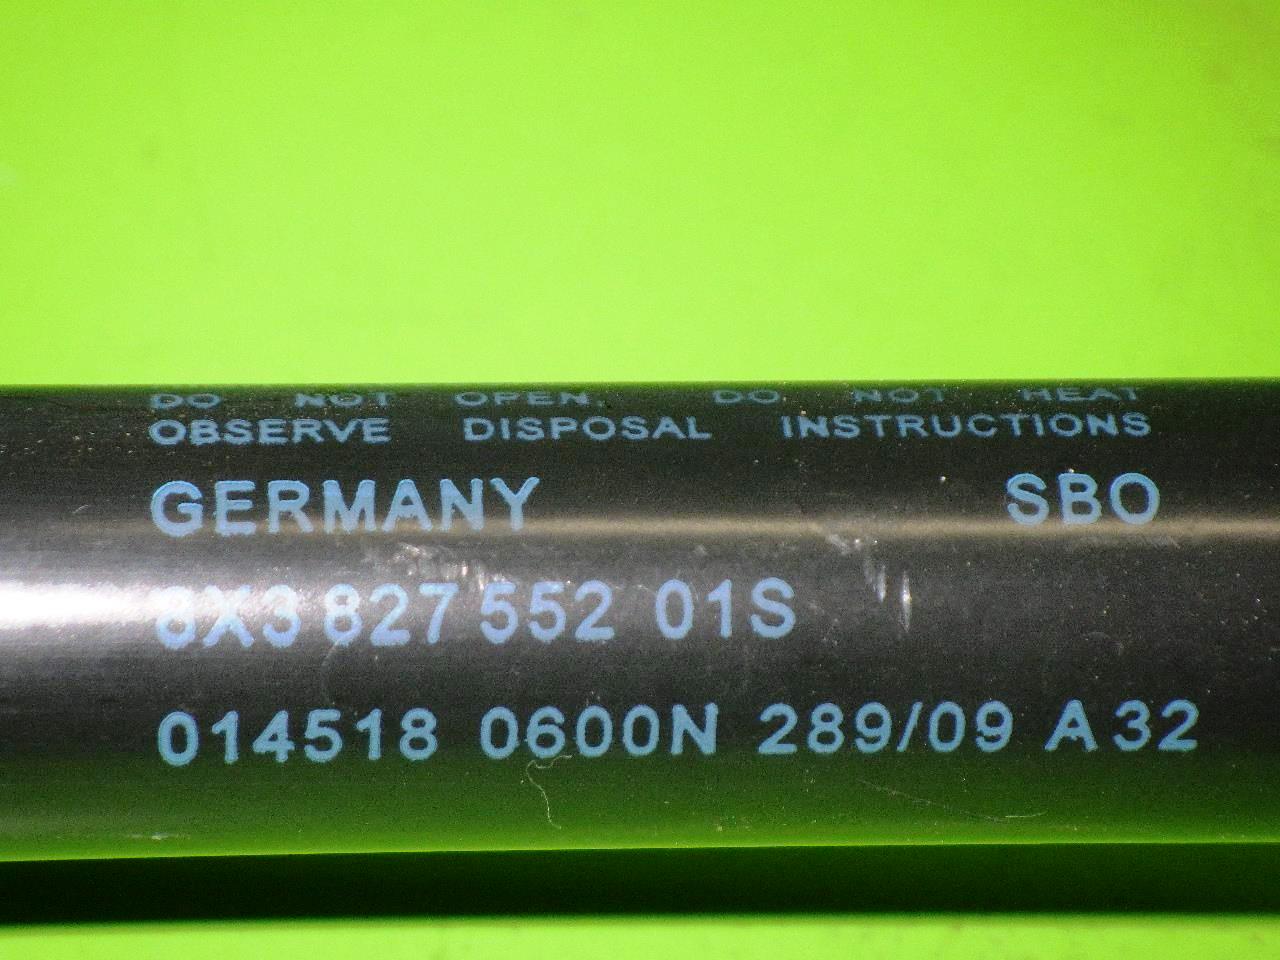 DO NOT OPEN. DO NOT HEAT
OBSERVE DISPOSAL INSTRUCTIONS
GERMANY SBO
8X3 827 552 01S
014518 0600N 289/09 A 32